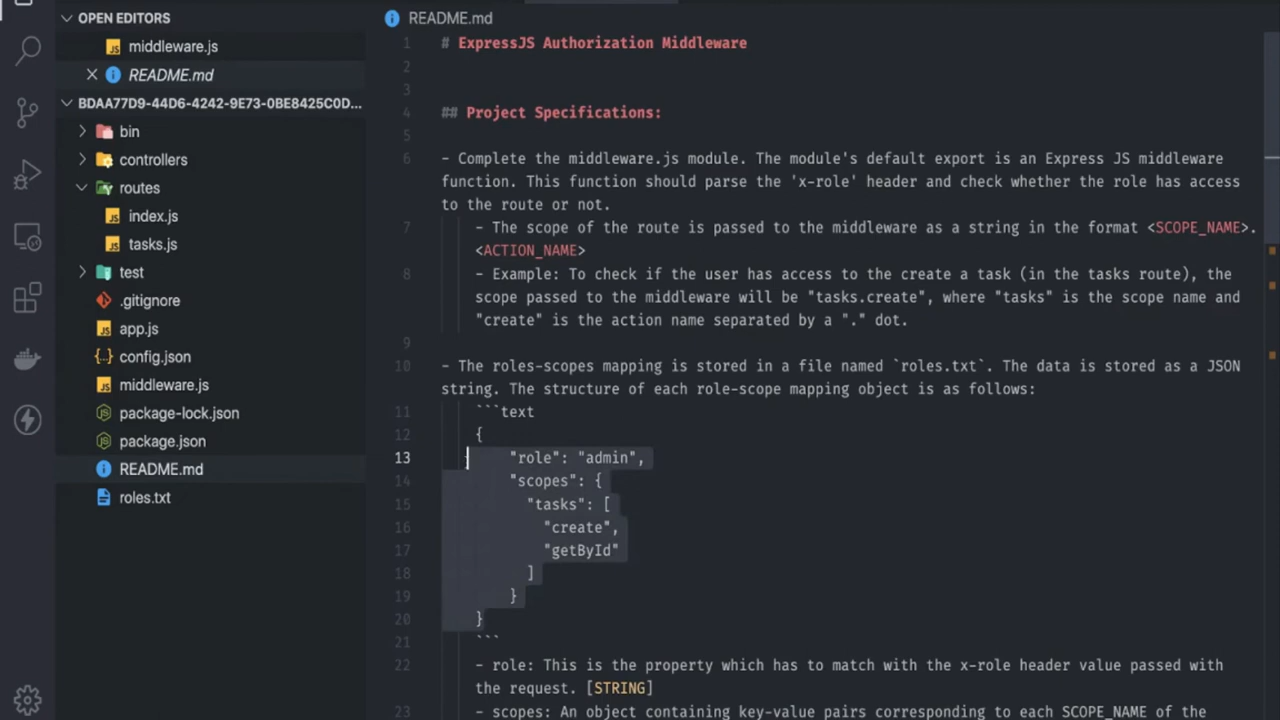 OPEN EDITORS
middleware.js
README.md
BDAA77D9-44D6-4242-9E73-0BE8425C0D...
bin
controllers
routes
index.js
tasks.js
test
.gitignore
app.js
config.json
middleware.js
package-lock.json
package.json
README.md
roles.txt
README.md
1 # ExpressJS Authorization Middleware
2
3
4 ## Project Specifications:
5
6 - Complete the middleware.js module. The module's default export is an Express JS middleware
function. This function should parse the 'x-role' header and check whether the role has access
to the route or not.
7 - The scope of the route is passed to the middleware as a string in the format <SCOPE_NAME>.
<ACTION_NAME>
8 - Example: To check if the user has access to the create a task (in the tasks route), the
scope passed to the middleware will be "tasks.create", where "tasks" is the scope name and
"create" is the action name separated by a "." dot.
9
10 - The roles-scopes mapping is stored in a file named `roles.txt`. The data is stored as a JSON
string. The structure of each role-scope mapping object is as follows:
11 ```text
12 {
13 "role": "admin",
14 "scopes": {
15 "tasks": [
16 "create",
17 "getById"
18 ]
19 }
20 }
21 ```
22 - role: This is the property which has to match with the x-role header value passed with
the request. [STRING]
23 - scopes: An object containing key-value pairs corresponding to each SCOPE_NAME of the